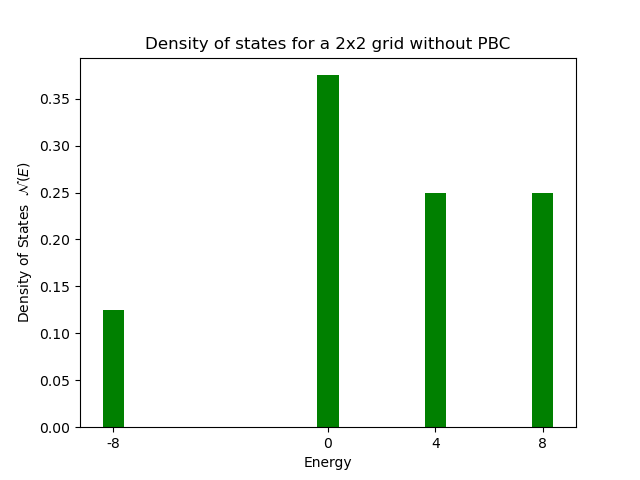 Density of states for a 2x2 grid without PBC
Density of States 𝒩(E)
0.35
0.30
0.25
0.20
0.15
0.10
0.05
0.00
-8 0 4 8
Energy